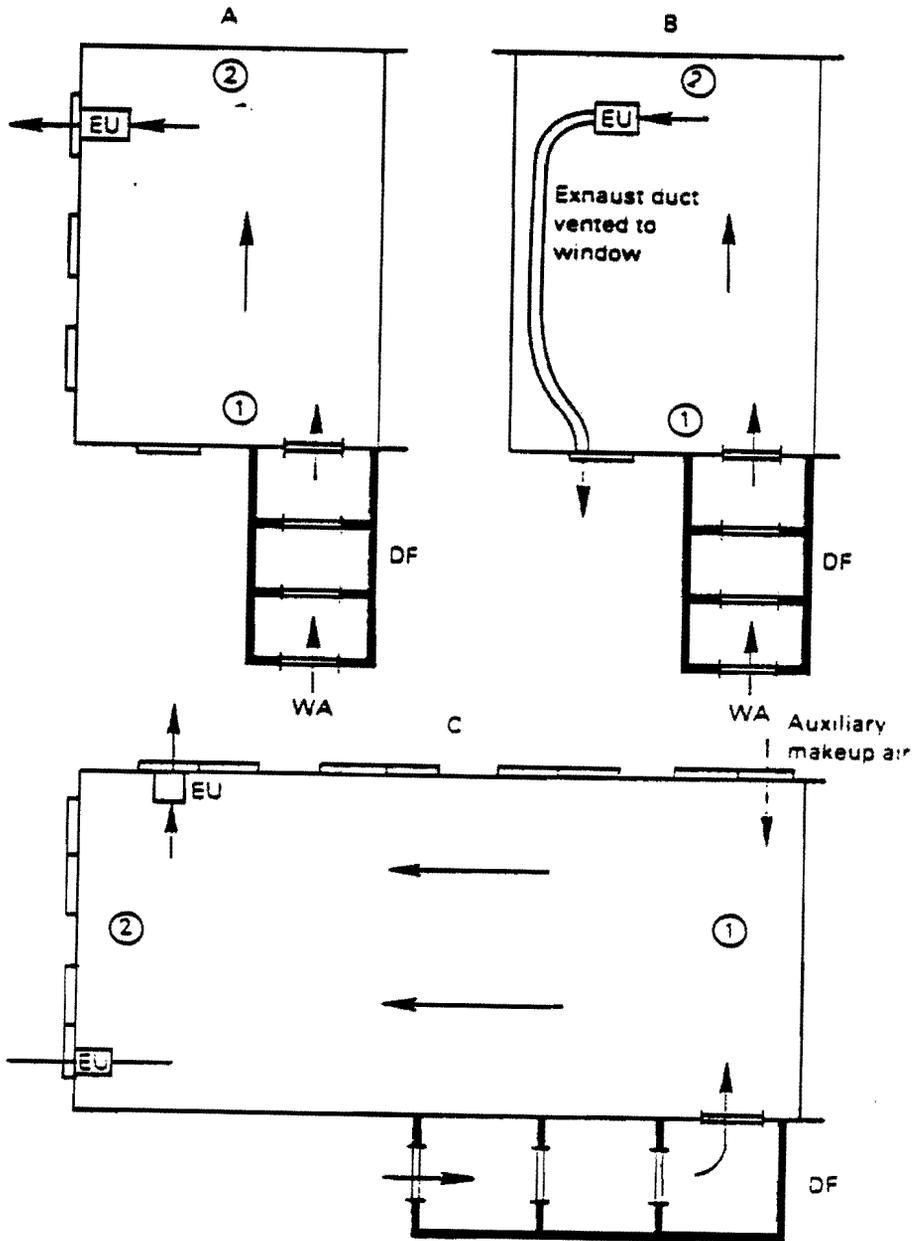 A
2
EU
1
DF
WA
B
2
EU
Exhaust duct
vented to
window
1
DF
WA
Auxiliary
makeup air
C
EU
2
1
EU
DF